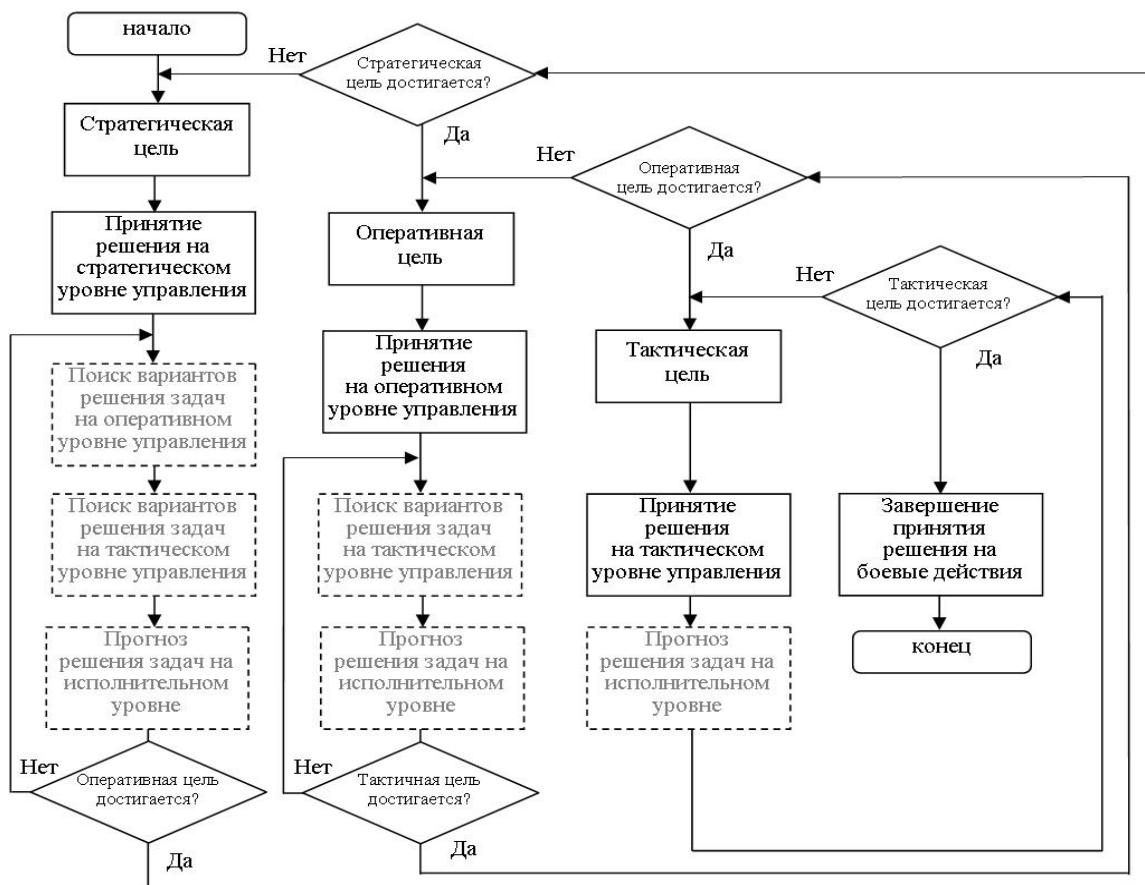 начало
Нет
Стратегическая
цель достигается?
Да
Стратегическая
цель
Принятие
решения на
стратегическом
уровне управления
Поиск вариантов
решения задач
на оперативном
уровне управления
Поиск вариантов
решения задач
на тактическом
уровне управления
Прогноз
решения задач на
исполнительном
уровне
Нет
Оперативная цель
достигается?
Да
Нет
Оперативная
цель достигается?
Да
Оперативная
цель
Принятие
решения
на оперативном
уровне управления
Поиск вариантов
решения задач
на тактическом
уровне управления
Прогноз
решения задач на
исполнительном
уровне
Нет
Тактичная цель
достигается?
Да
Нет
Тактическая
цель достигается?
Да
Тактическая
цель
Принятие
решения
на тактическом
уровне управления
Прогноз
решения задач на
исполнительном
уровне
Завершение
принятия
решения на
боевые действия
конец